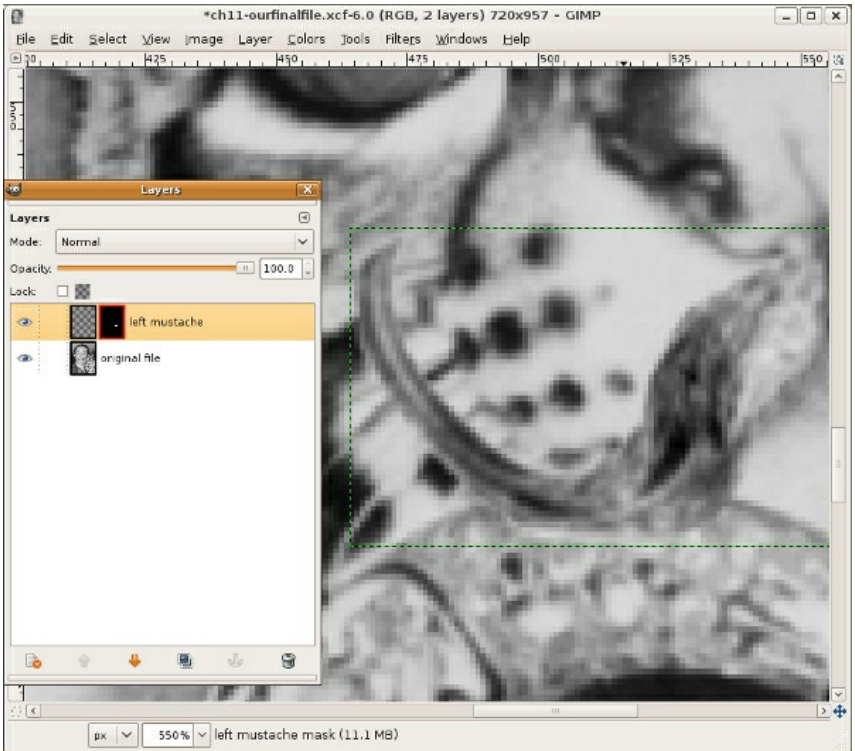 *ch11-ourfinalfile.xcf-6.0 (RGB, 2 layers) 720x957 – GIMP
File Edit Select View Image Layer Colors Tools Filters Windows Help
425 450 475 500 525 550
Layers
Layers
Mode: Normal
Opacity: 100.0
Lock:
left mustache
original file
px 550% left mustache mask (11.1 MB)